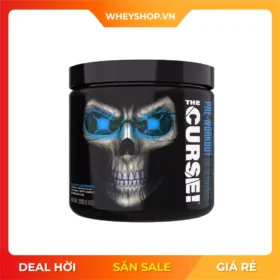 WHEYSHOP.VN
THE
CURSE!
PRE-WORKOUT
DEAL HỜI
SĂN SALE
GIÁ RẺ